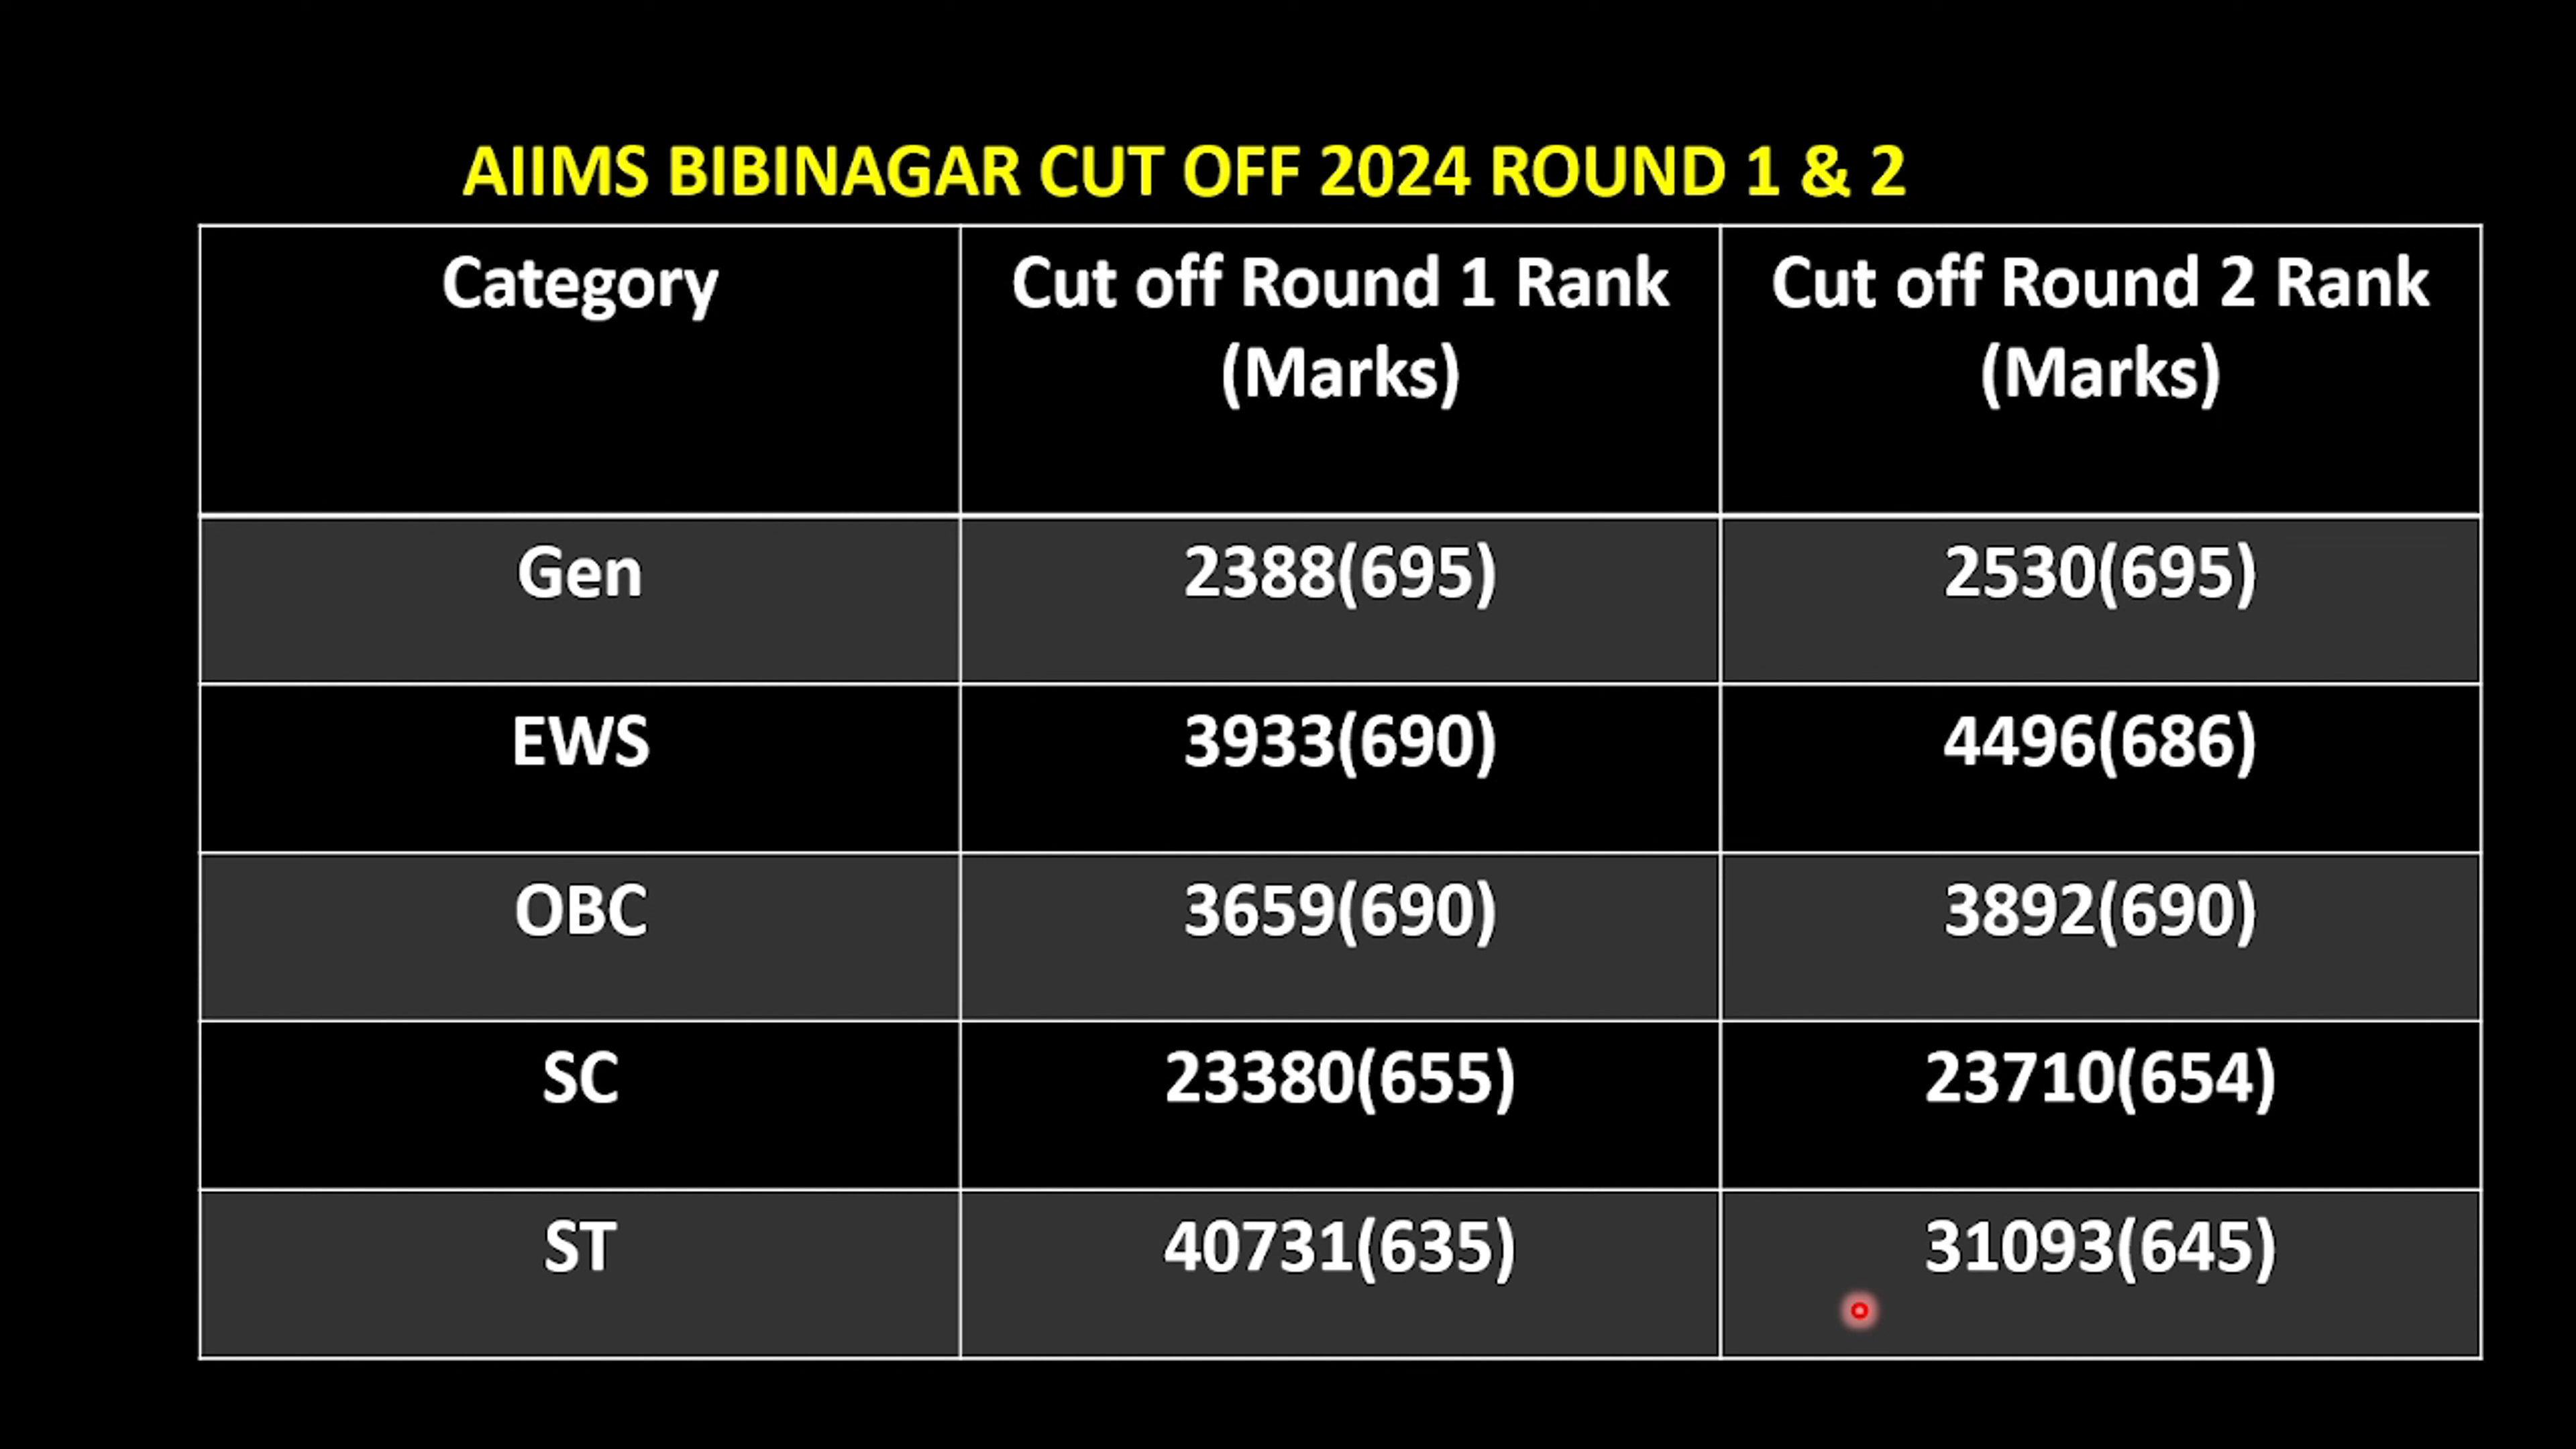 AIIMS BIBINAGAR CUT OFF 2024 ROUND 1 & 2
Category
Cut off Round 1 Rank
(Marks)
Cut off Round 2 Rank
(Marks)
Gen
2388(695)
2530(695)
EWS
3933(690)
4496(686)
OBC
3659(690)
3892(690)
SC
23380(655)
23710(654)
ST
40731(635)
31093(645)